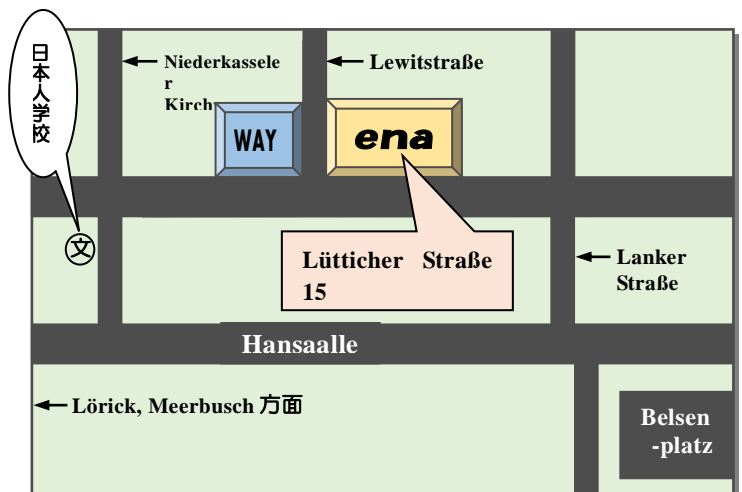 日本人学校
Niederkassele
r
Kirch
Lewitstraße
WAY
ena
文
Lütticher Straße
15
Lanker
Straße
Hansaalle
Lörick, Meerbusch 方面
Belsen
-platz